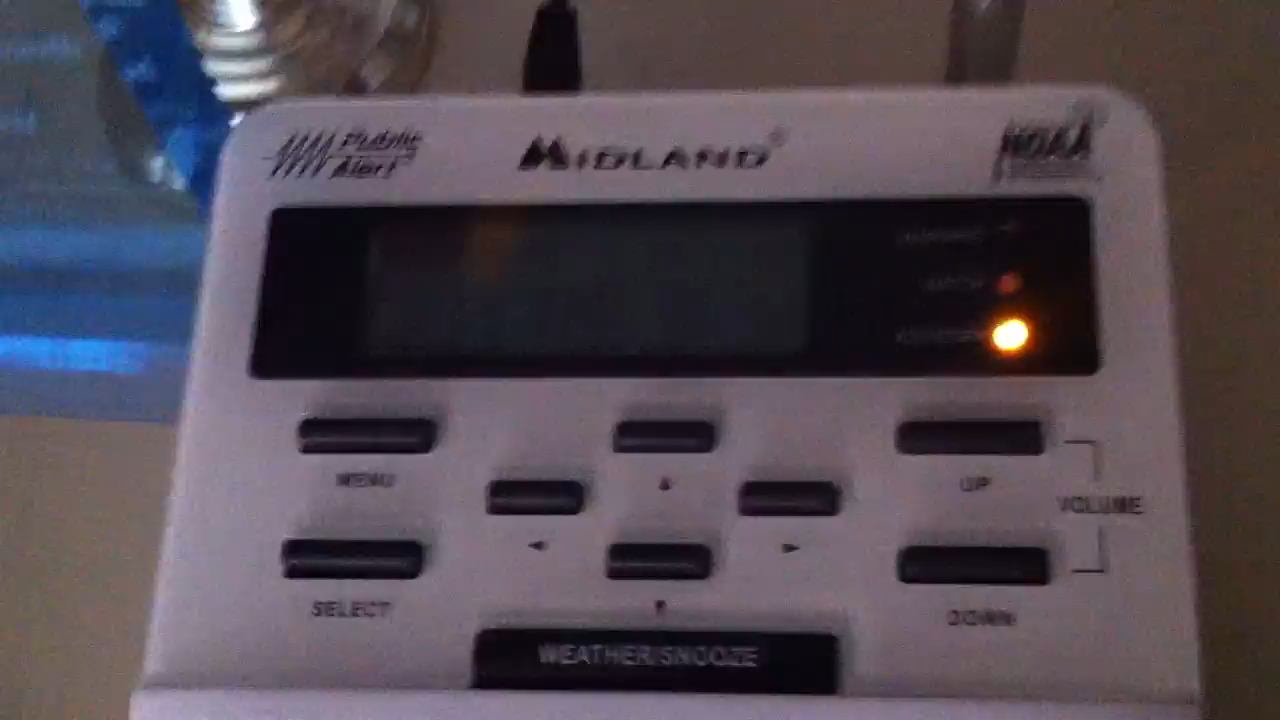 Public
Alert
MIDLAND
NOAA
MENU
SELECT
UP
VOLUME
DOWN
WEATHER/SNOOZE